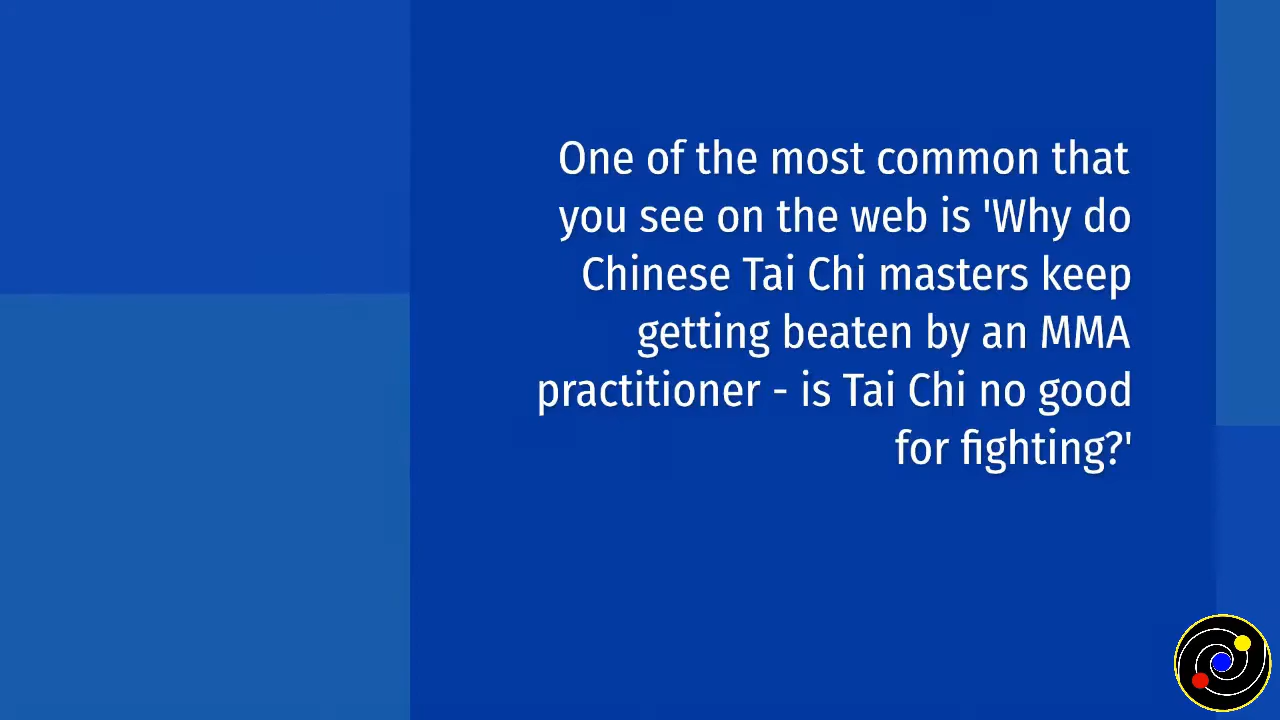 One of the most common that
you see on the web is 'Why do
Chinese Tai Chi masters keep
getting beaten by an MMA
practitioner - is Tai Chi no good
for fighting?'